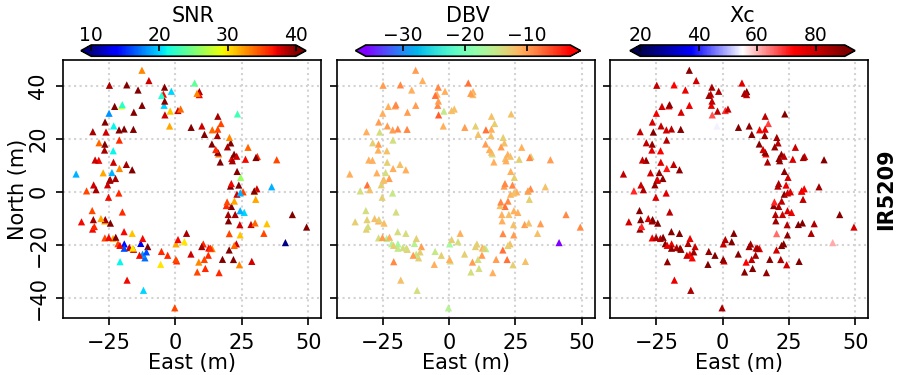 SNR DBV Xc
10 20 30 40 −30 −20 −10 20 40 60 80
North (m)
40
20
0
−20
−40
−25 0 25 50 −25 0 25 50 −25 0 25 50
East (m) East (m) East (m)
IR5209